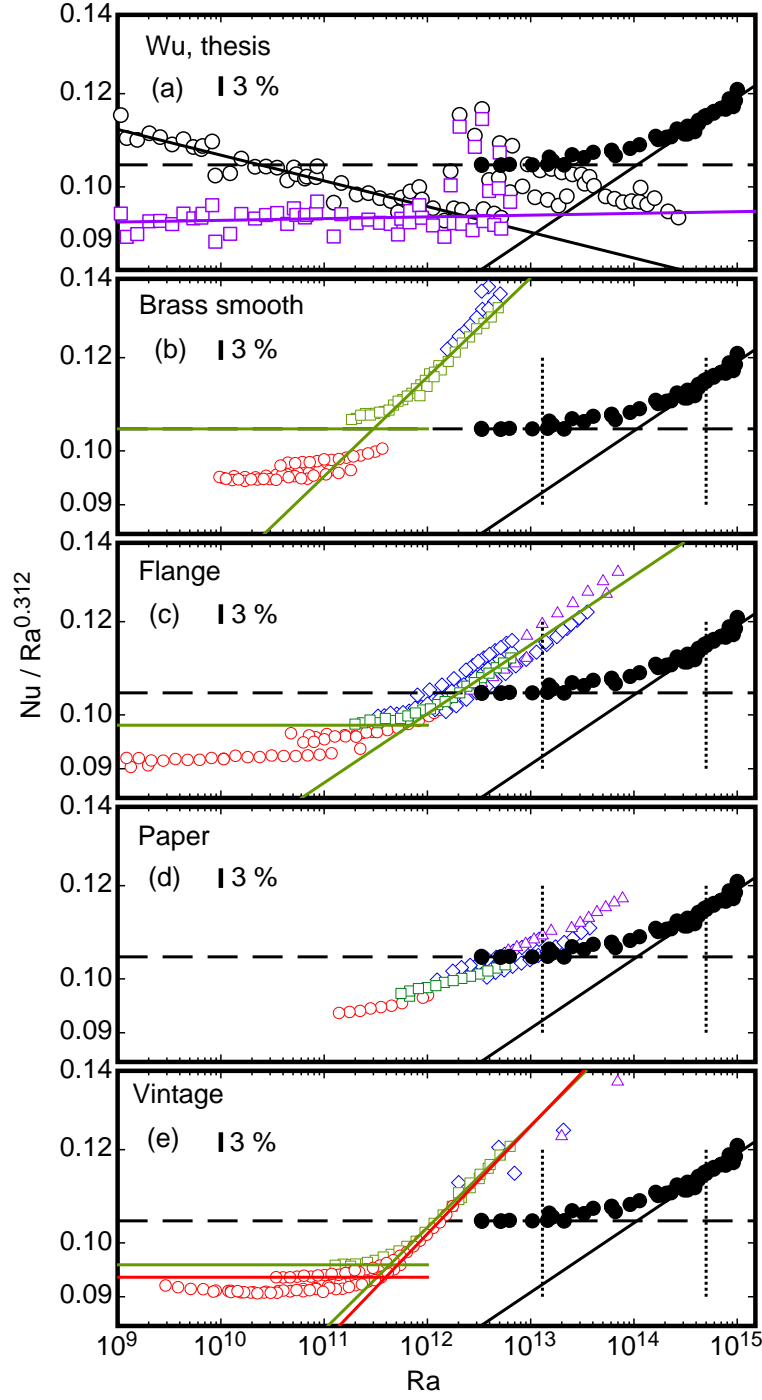 0.14
Wu, thesis
(a) 3 %
0.12
0.10
0.09
0.14
Brass smooth
(b) 3 %
0.12
0.10
0.09
0.14
Flange
(c) 3 %
0.12
0.10
0.09
0.14
Paper
(d) 3 %
0.12
0.10
0.09
0.14
Vintage
(e) 3 %
0.12
0.10
0.09
Nu / Ra^0.312
10^9 10^10 10^11 10^12 10^13 10^14 10^15
Ra